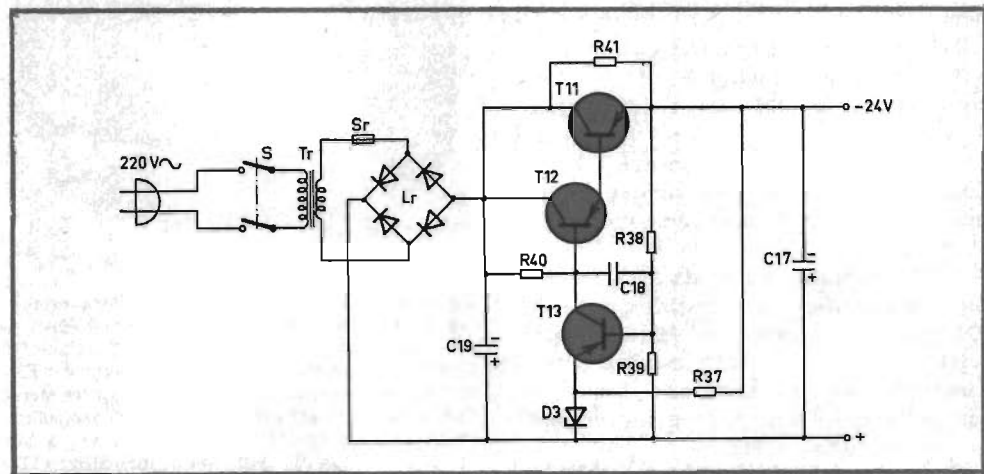 R41
T11
-24V
Sr
220V~
S
Tr
T12
Lr
R38
C17
-
+
R40
C18
T13
C19
-
+
R39
R37
D3
+